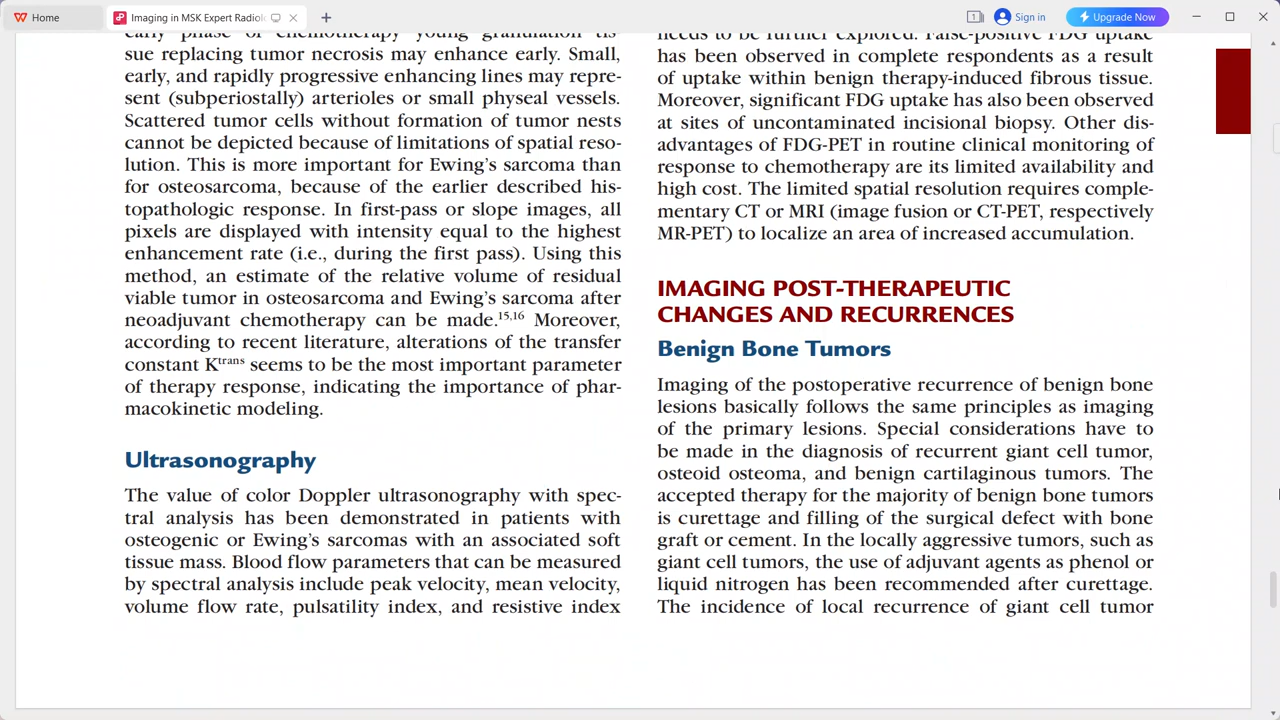 Home
Imaging in MSK Expert Radiolo
1
Sign in
Upgrade Now
early phase of chemotherapy young granulation tis-
sue replacing tumor necrosis may enhance early. Small,
early, and rapidly progressive enhancing lines may repre-
sent (subperiostally) arterioles or small physeal vessels.
Scattered tumor cells without formation of tumor nests
cannot be depicted because of limitations of spatial reso-
lution. This is more important for Ewing’s sarcoma than
for osteosarcoma, because of the earlier described his-
topathologic response. In first-pass or slope images, all
pixels are displayed with intensity equal to the highest
enhancement rate (i.e., during the first pass). Using this
method, an estimate of the relative volume of residual
viable tumor in osteosarcoma and Ewing’s sarcoma after
neoadjuvant chemotherapy can be made.15,16 Moreover,
according to recent literature, alterations of the transfer
constant Ktrans seems to be the most important parameter
of therapy response, indicating the importance of phar-
macokinetic modeling.
Ultrasonography
The value of color Doppler ultrasonography with spec-
tral analysis has been demonstrated in patients with
osteogenic or Ewing’s sarcomas with an associated soft
tissue mass. Blood flow parameters that can be measured
by spectral analysis include peak velocity, mean velocity,
volume flow rate, pulsatility index, and resistive index
needs to be further explored. False-positive FDG uptake
has been observed in complete respondents as a result
of uptake within benign therapy-induced fibrous tissue.
Moreover, significant FDG uptake has also been observed
at sites of uncontaminated incisional biopsy. Other dis-
advantages of FDG-PET in routine clinical monitoring of
response to chemotherapy are its limited availability and
high cost. The limited spatial resolution requires comple-
mentary CT or MRI (image fusion or CT-PET, respectively
MR-PET) to localize an area of increased accumulation.
IMAGING POST-THERAPEUTIC
CHANGES AND RECURRENCES
Benign Bone Tumors
Imaging of the postoperative recurrence of benign bone
lesions basically follows the same principles as imaging
of the primary lesions. Special considerations have to
be made in the diagnosis of recurrent giant cell tumor,
osteoid osteoma, and benign cartilaginous tumors. The
accepted therapy for the majority of benign bone tumors
is curettage and filling of the surgical defect with bone
graft or cement. In the locally aggressive tumors, such as
giant cell tumors, the use of adjuvant agents as phenol or
liquid nitrogen has been recommended after curettage.
The incidence of local recurrence of giant cell tumor